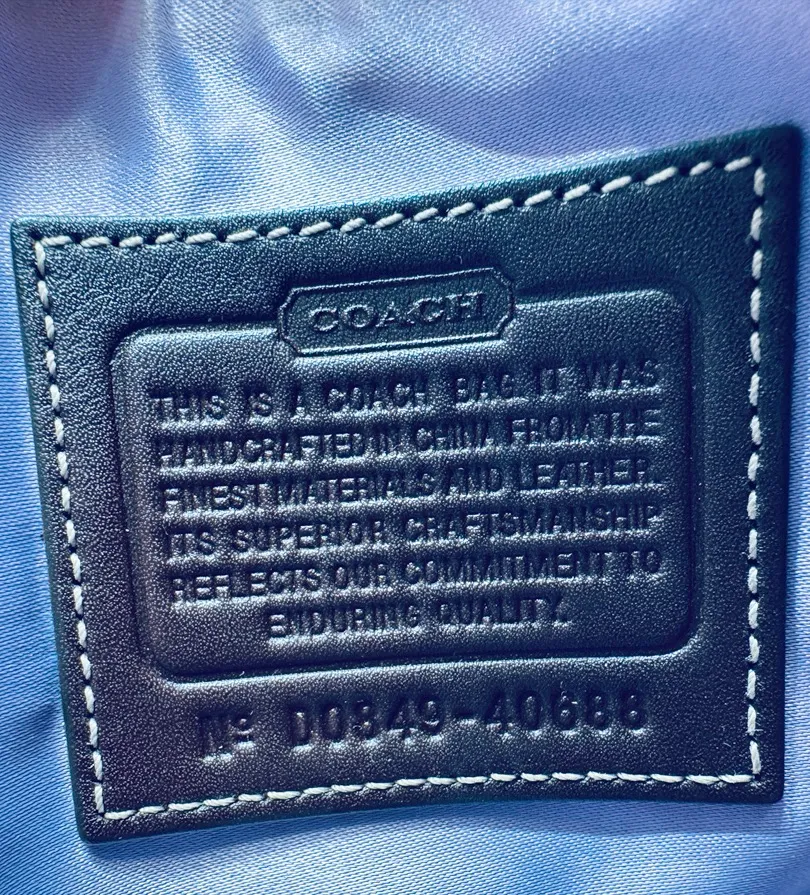 COACH
THIS IS A COACH BAG. IT WAS
HANDCRAFTED IN CHINA FROM THE
FINEST MATERIALS AND LEATHER.
ITS SUPERIOR CRAFTSMANSHIP
REFLECTS OUR COMMITMENT TO
ENDURING QUALITY.
Nº D0849-40688